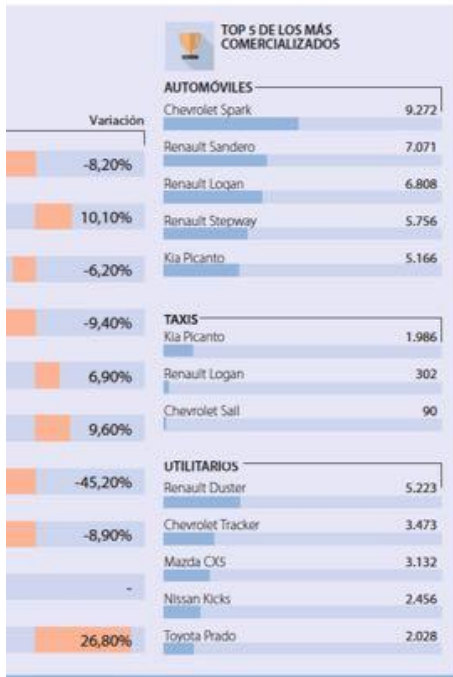 TOP 5 DE LOS MÁS
COMERCIALIZADOS
Variación
-8,20%
10,10%
-6,20%
-9,40%
6,90%
9,60%
-45,20%
-8,90%
-
26,80%
AUTOMÓVILES
Chevrolet Spark 9.272
Renault Sandero 7.071
Renault Logan 6.808
Renault Stepway 5.756
Kia Picanto 5.166
TAXIS
Kia Picanto 1.986
Renault Logan 302
Chevrolet Sail 90
UTILITARIOS
Renault Duster 5.223
Chevrolet Tracker 3.473
Mazda CX5 3.132
Nissan Kicks 2.456
Toyota Prado 2.028